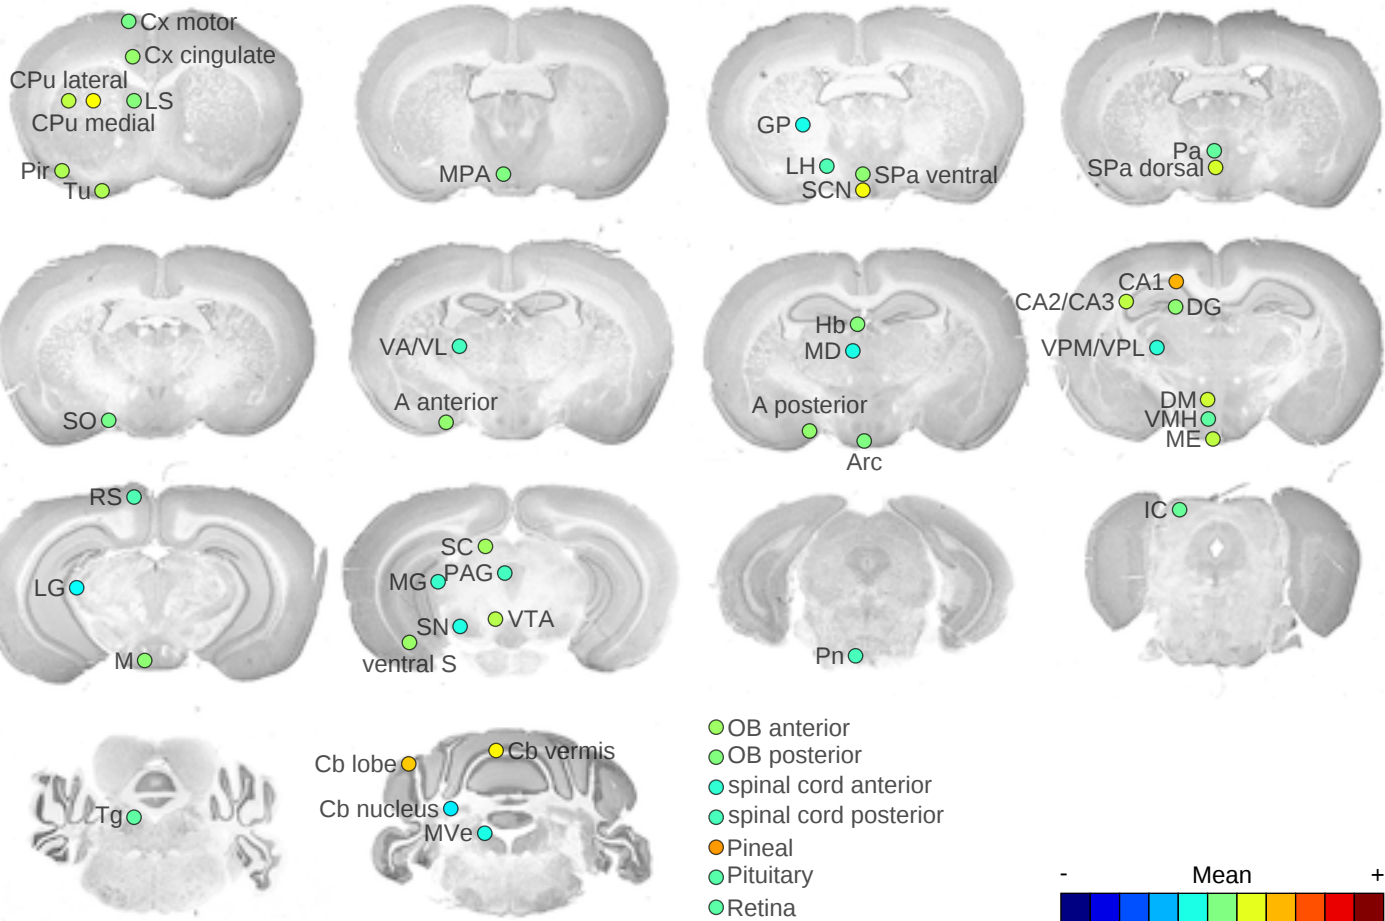 Cx motor
Cx cingulate
CPu lateral
LS
CPu medial
Pir
Tu
MPA
GP
LH
SPa ventral
SCN
Pa
SPa dorsal
SO
VA/VL
A anterior
Hb
MD
A posterior
Arc
CA1
CA2/CA3
DG
VPM/VPL
DM
VMH
ME
RS
LG
M
SC
MG
PAG
SN
VTA
ventral S
Pn
IC
Tg
Cb lobe
Cb vermis
Cb nucleus
MVe
OB anterior
OB posterior
spinal cord anterior
spinal cord posterior
Pineal
Pituitary
Retina
- Mean +